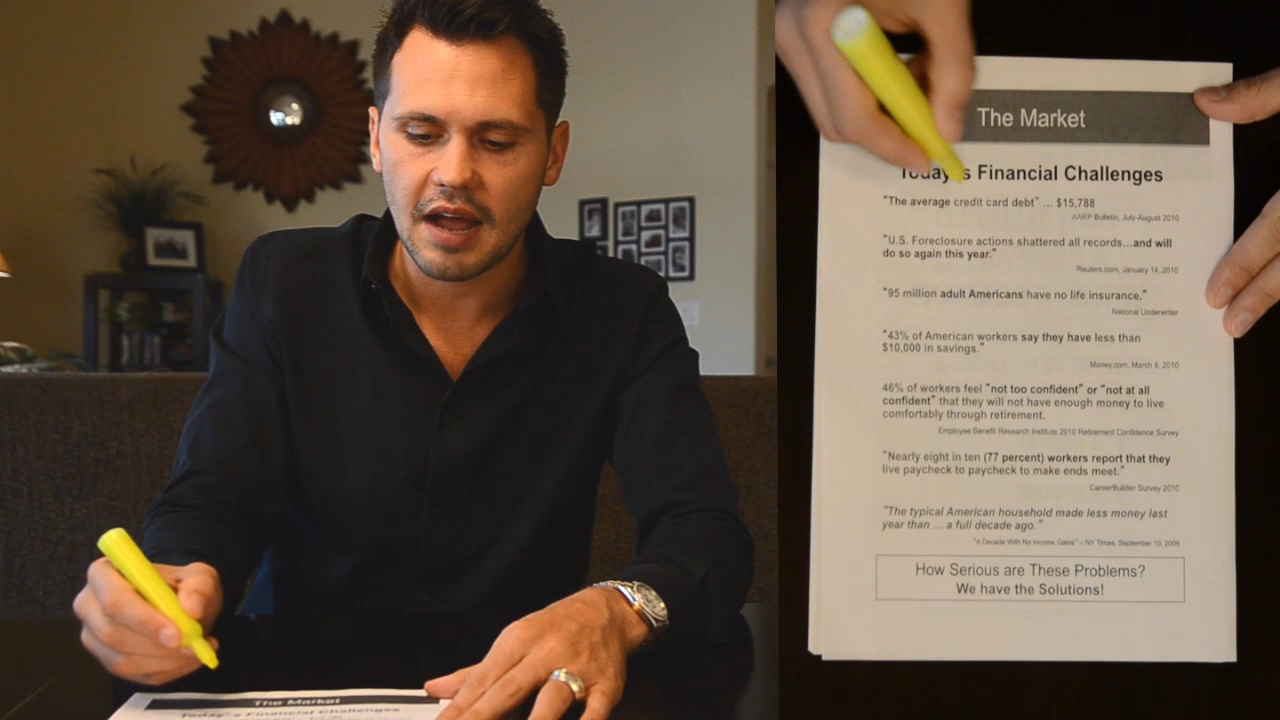 The Market
Today's Financial Challenges
"The average credit card debt" ... $15,788
AARP Bulletin, July-August 2010
"U.S. Foreclosure actions shattered all records...and will
do so again this year."
Reuters.com, January 14, 2010
"95 million adult Americans have no life insurance."
National Underwriter
"43% of American workers say they have less than
$10,000 in savings."
Money.com, March 9, 2010
46% of workers feel "not too confident" or "not at all
confident" that they will not have enough money to live
comfortably through retirement.
Employee Benefit Research Institute 2010 Retirement Confidence Survey
"Nearly eight in ten (77 percent) workers report that they
live paycheck to paycheck to make ends meet."
CareerBuilder Survey 2010
"The typical American household made less money last
year than ... a full decade ago."
"A Decade With No Income Gains" – NY Times, September 10, 2009
How Serious are These Problems?
We have the Solutions!
The Market
Today's Financial Challenges